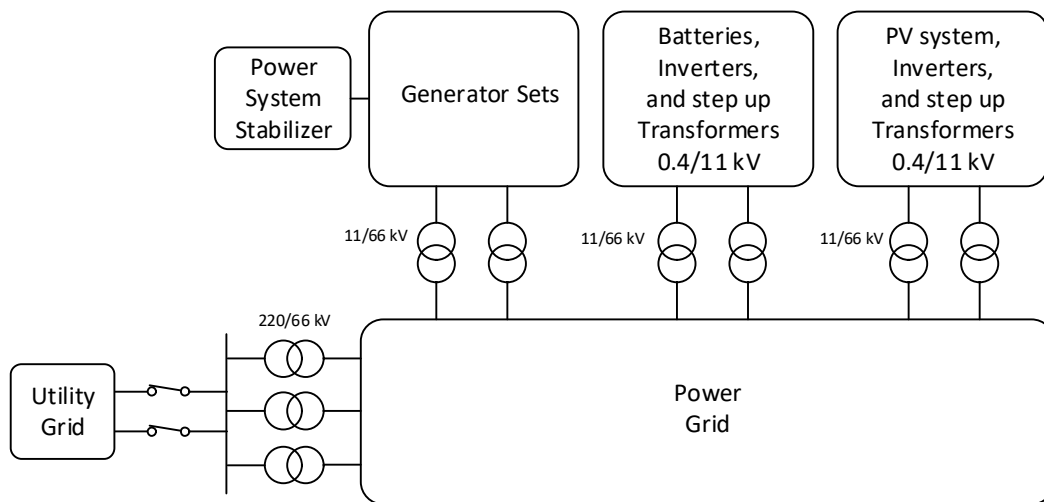 Power
System
Stabilizer
Generator Sets
Batteries,
Inverters,
and step up
Transformers
0.4/11 kV
PV system,
Inverters,
and step up
Transformers
0.4/11 kV
11/66 kV
11/66 kV
11/66 kV
220/66 kV
Utility
Grid
Power
Grid